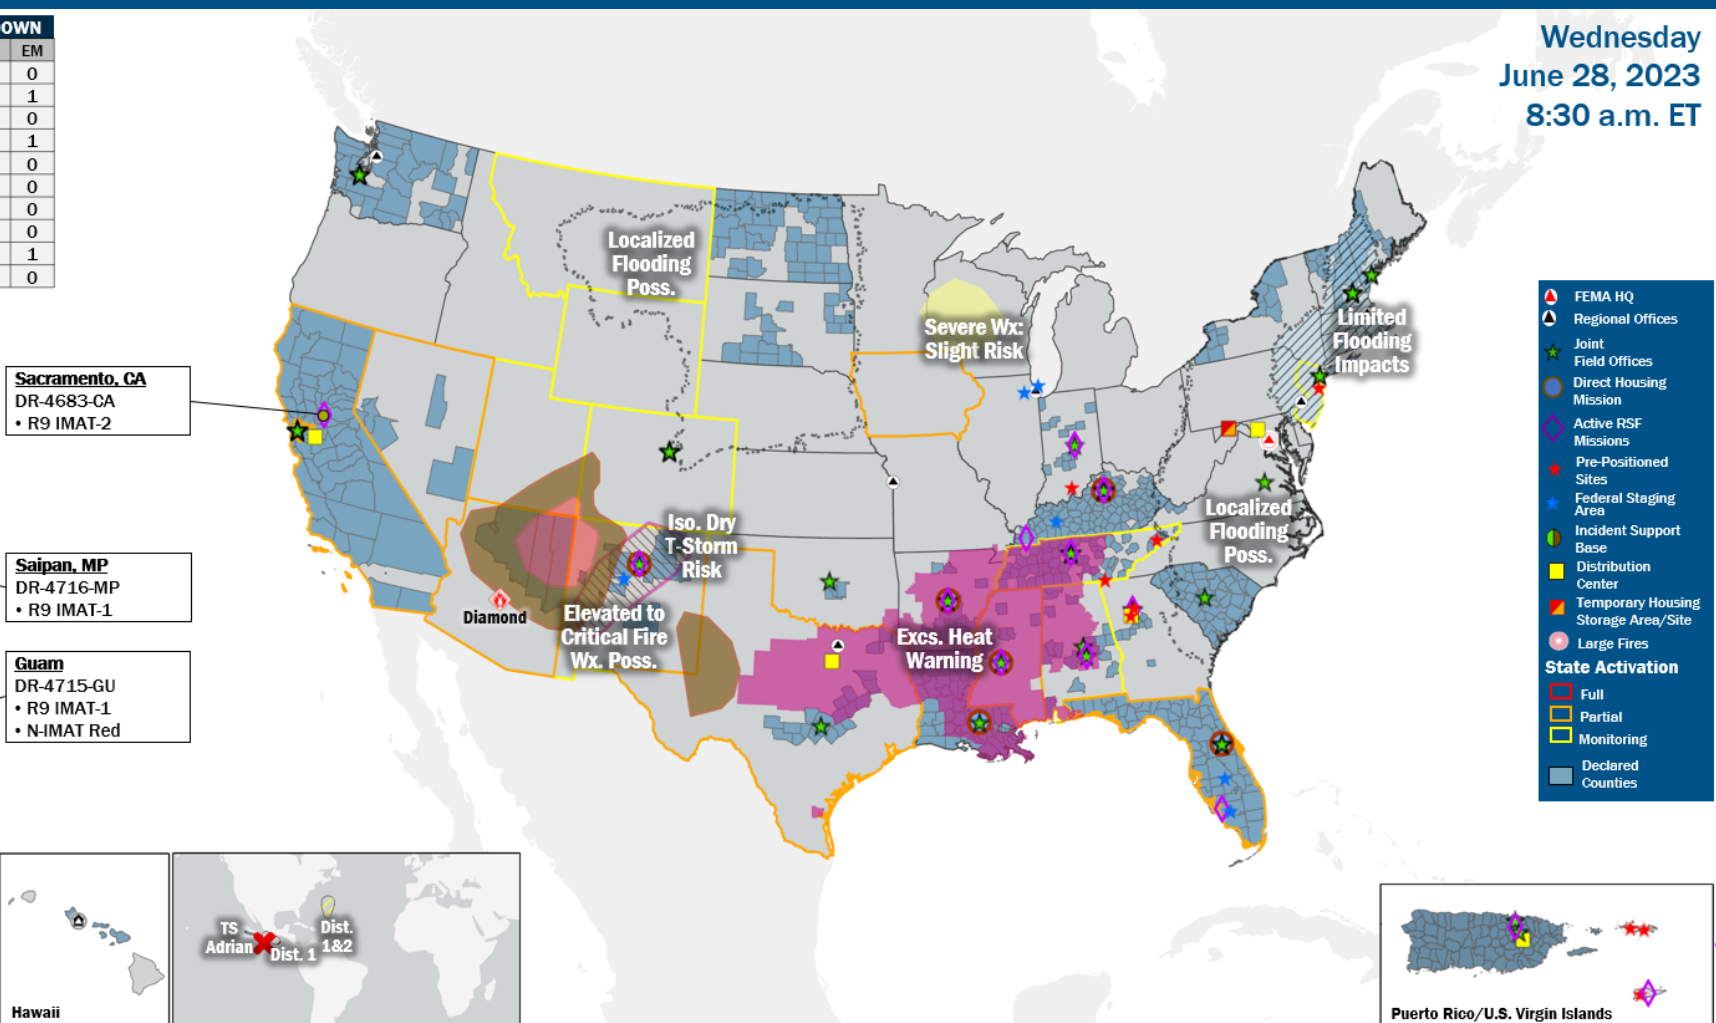 OWN
EM
0
1
0
1
0
0
0
0
1
0
Wednesday
June 28, 2023
8:30 a.m. ET
Localized
Flooding
Poss.
Severe Wx:
Slight Risk
Limited
Flooding
Impacts
Sacramento, CA
DR-4683-CA
• R9 IMAT-2
Saipan, MP
DR-4716-MP
• R9 IMAT-1
Guam
DR-4715-GU
• R9 IMAT-1
• N-IMAT Red
Iso. Dry
T-Storm
Risk
Localized
Flooding
Poss.
Diamond
Elevated to
Critical Fire
Wx. Poss.
Excs. Heat
Warning
FEMA HQ
Regional Offices
Joint
Field Offices
Direct Housing
Mission
Active RSF
Missions
Pre-Positioned
Sites
Federal Staging
Area
Incident Support
Base
Distribution
Center
Temporary Housing
Storage Area/Site
Large Fires
State Activation
Full
Partial
Monitoring
Declared
Counties
Hawaii
TS
Adrian
Dist. 1
Dist.
1&2
Puerto Rico/U.S. Virgin Islands